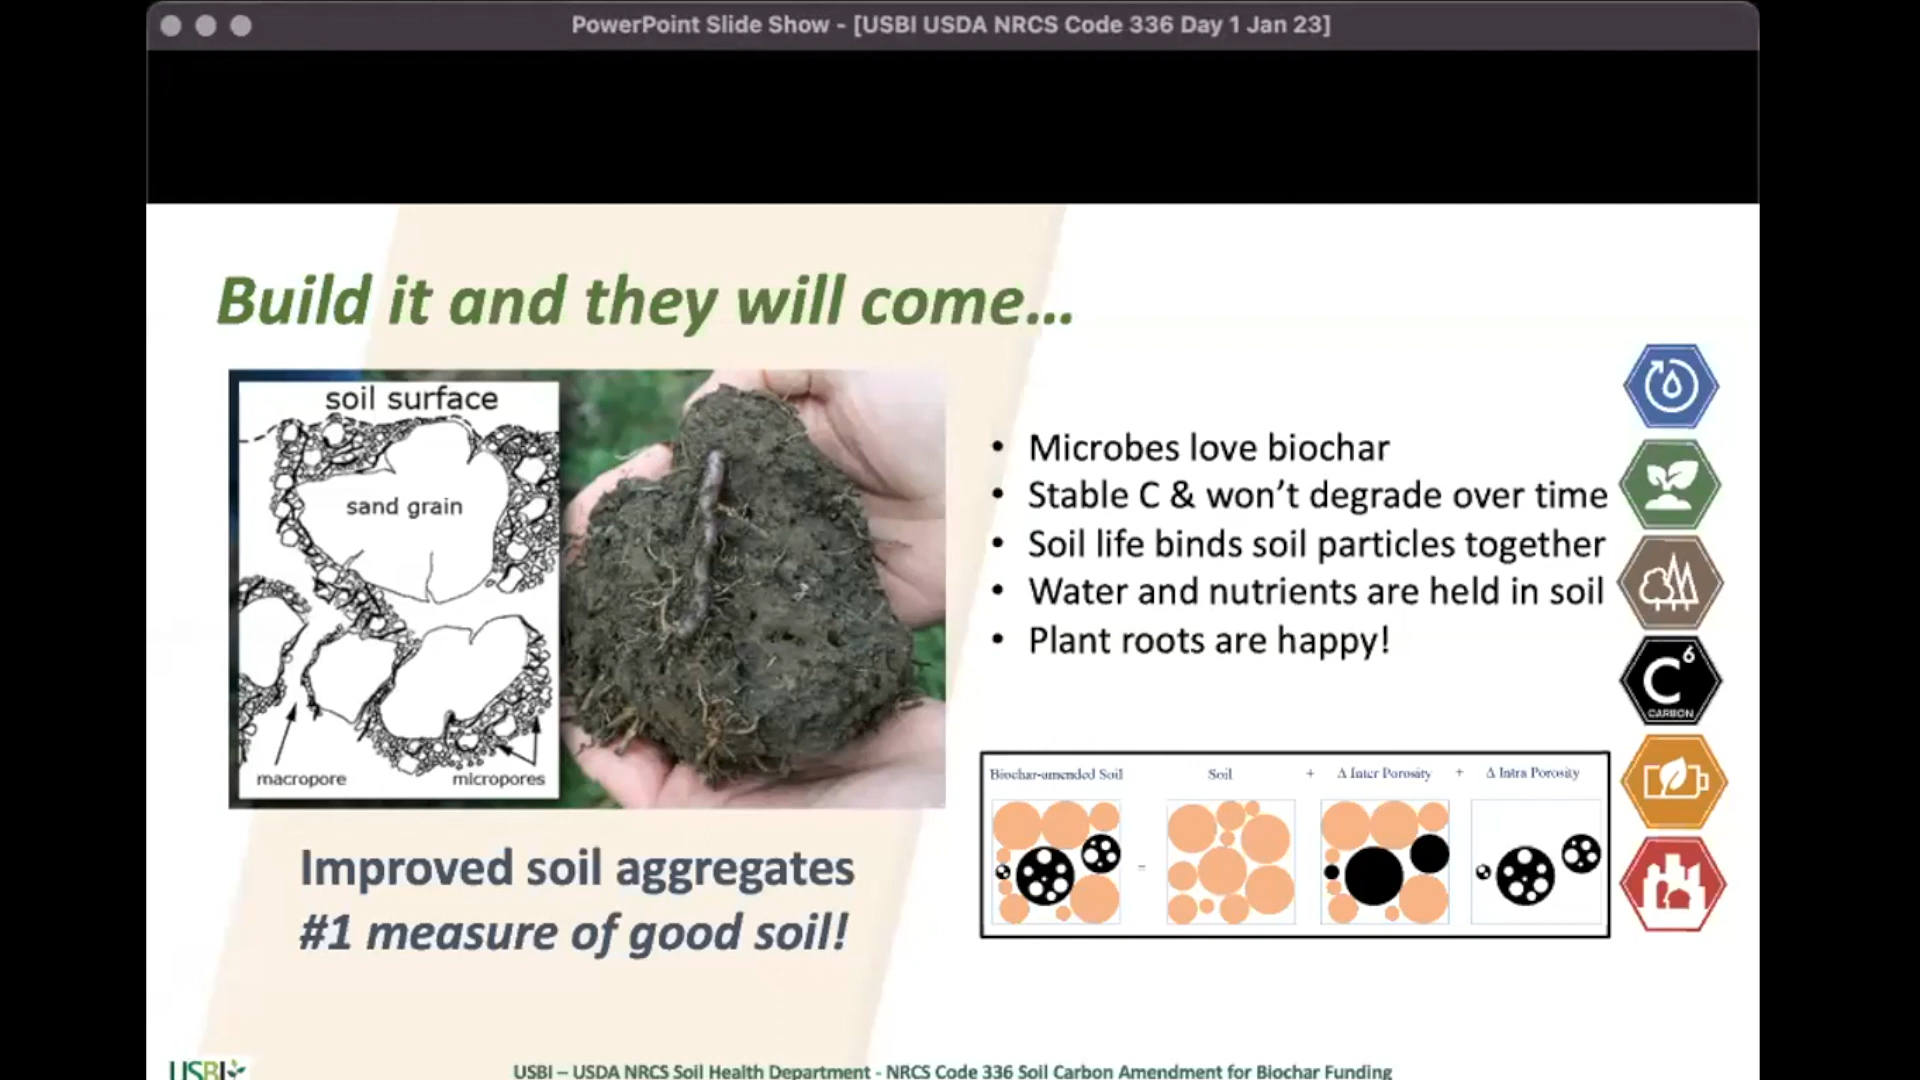 PowerPoint Slide Show - [USBI USDA NRCS Code 336 Day 1 Jan 23]
Build it and they will come...
soil surface
sand grain
macropore
micropores
• Microbes love biochar
• Stable C & won’t degrade over time
• Soil life binds soil particles together
• Water and nutrients are held in soil
• Plant roots are happy!
6
C
CARBON
Biochar-amended Soil
Soil
+
Δ Inter Porosity
+
Δ Intra Porosity
=
Improved soil aggregates
#1 measure of good soil!
USBI
USBI – USDA NRCS Soil Health Department - NRCS Code 336 Soil Carbon Amendment for Biochar Funding